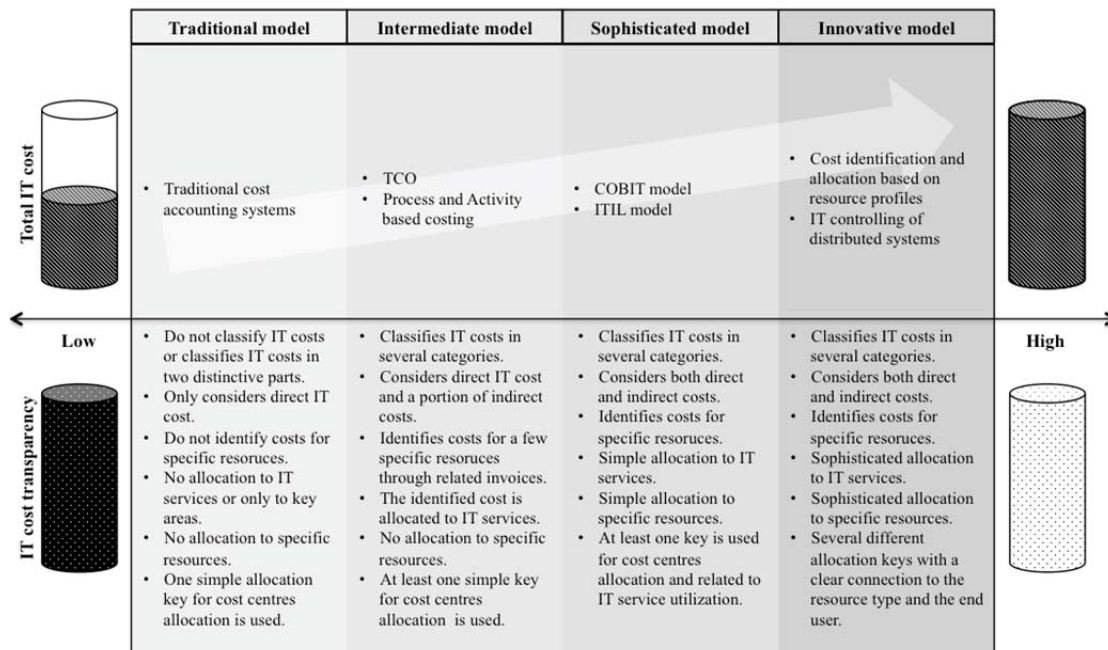 Traditional model
Intermediate model
Sophisticated model
Innovative model
Total IT cost
• Traditional cost
accounting systems
• TCO
• Process and Activity
based costing
• COBIT model
• ITIL model
• Cost identification and
allocation based on
resource profiles
• IT controlling of
distributed systems
Low
High
IT cost transparency
• Do not classify IT costs
or classifies IT costs in
two distinctive parts.
• Only considers direct IT
cost.
• Do not identify costs for
specific resoruces.
• No allocation to IT
services or only to key
areas.
• No allocation to specific
resources.
• One simple allocation
key for cost centres
allocation is used.
• Classifies IT costs in
several categories.
• Considers direct IT cost
and a portion of indirect
costs.
• Identifies costs for a few
specific resoruces
through related invoices.
• The identified cost is
allocated to IT services.
• No allocation to specific
resources.
• At least one simple key
for cost centres
allocation is used.
• Classifies IT costs in
several categories.
• Considers both direct
and indirect costs.
• Identifies costs for
specific resoruces.
• Simple allocation to IT
services.
• Simple allocation to
specific resources.
• At least one key is used
for cost centres
allocation and related to
IT service utilization.
• Classifies IT costs in
several categories.
• Considers both direct
and indirect costs.
• Identifies costs for
specific resoruces.
• Sophisticated allocation
to IT services.
• Sophisticated allocation
to specific resources.
• Several different
allocation keys with a
clear connection to the
resource type and the end
user.